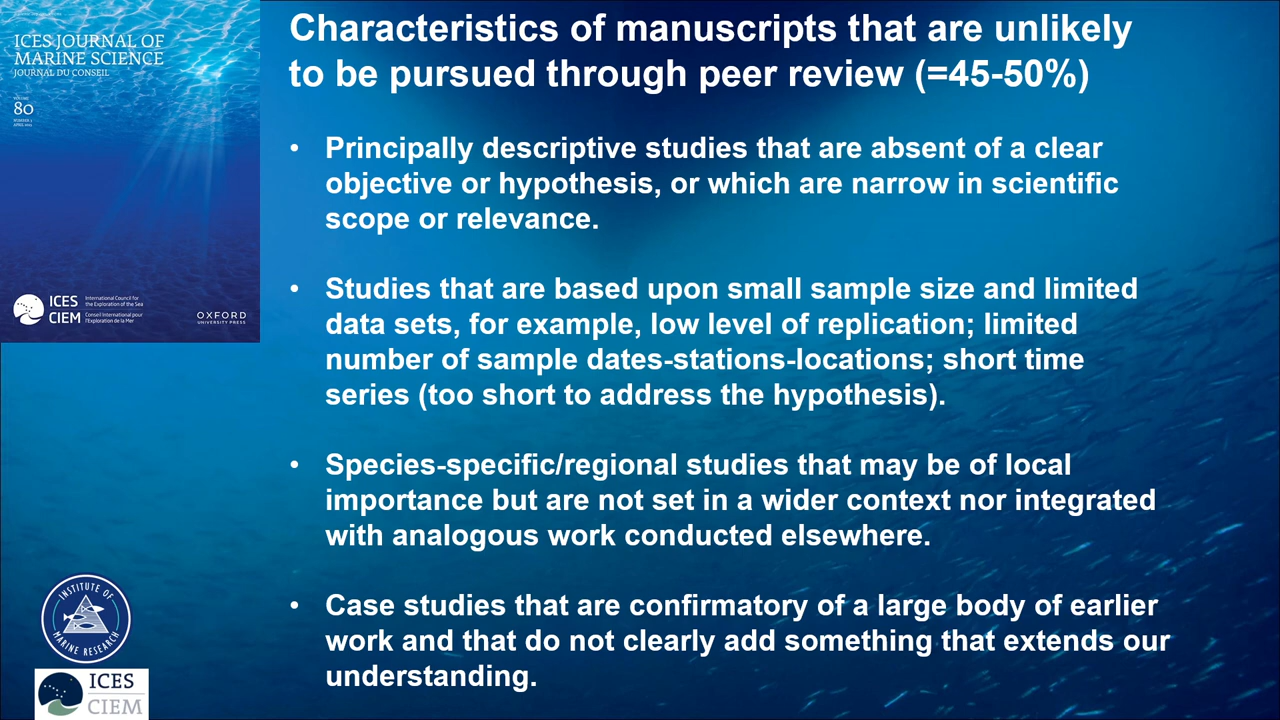 ICES JOURNAL OF
MARINE SCIENCE
JOURNAL DU CONSEIL
VOLUME
80
ICES
CIEM
International Council for
the Exploration of the Sea
Conseil International pour
l'Exploration de la Mer
OXFORD
UNIVERSITY PRESS
Characteristics of manuscripts that are unlikely
to be pursued through peer review (=45-50%)
• Principally descriptive studies that are absent of a clear
objective or hypothesis, or which are narrow in scientific
scope or relevance.
• Studies that are based upon small sample size and limited
data sets, for example, low level of replication; limited
number of sample dates-stations-locations; short time
series (too short to address the hypothesis).
• Species-specific/regional studies that may be of local
importance but are not set in a wider context nor integrated
with analogous work conducted elsewhere.
• Case studies that are confirmatory of a large body of earlier
work and that do not clearly add something that extends our
understanding.
INSTITUTE OF
MARINE RESEARCH
ICES
CIEM